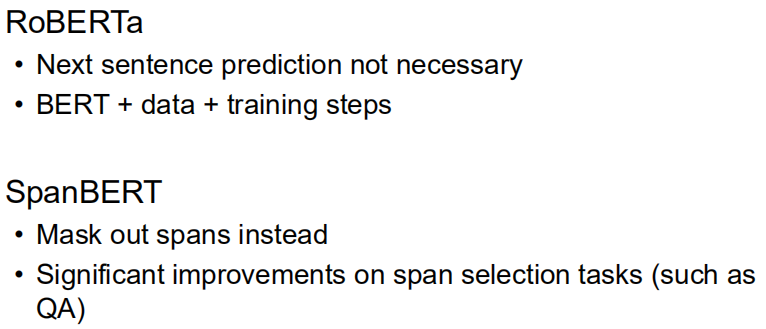 RoBERTa
• Next sentence prediction not necessary
• BERT + data + training steps
SpanBERT
• Mask out spans instead
• Significant improvements on span selection tasks (such as
QA)